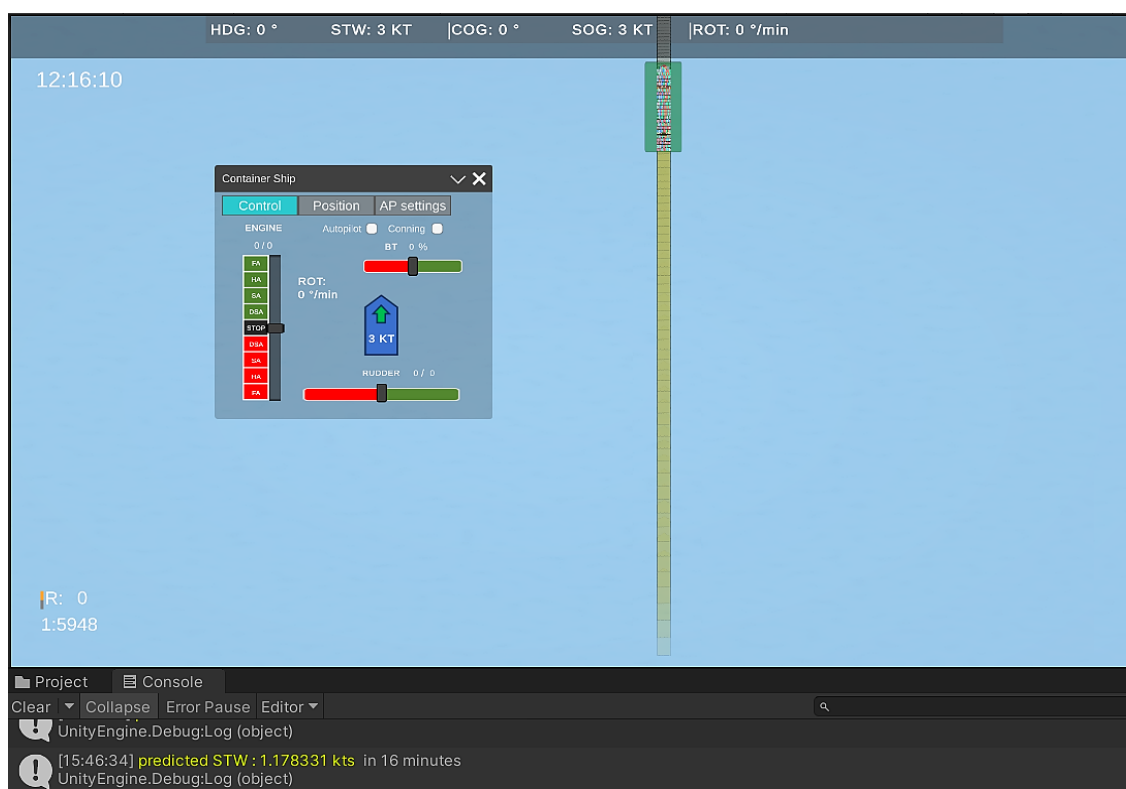 HDG: 0 ° STW: 3 KT |COG: 0 ° SOG: 3 KT |ROT: 0 °/min
12:16:10
Container Ship
Control Position AP settings
ENGINE Autopilot Conning
0 / 0 BT 0 %
FA
HA
SA
DSA
STOP
DSA
SA
HA
FA
ROT:
0 °/min
3 KT
RUDDER 0 / 0
R: 0
1:5948
Project Console
Clear Collapse Error Pause Editor
UnityEngine.Debug:Log (object)
[15:46:34] predicted STW : 1.178331 kts in 16 minutes
UnityEngine.Debug:Log (object)